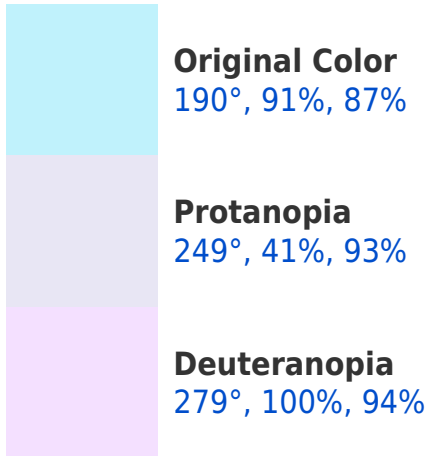 Original Color
190°, 91%, 87%
Protanopia
249°, 41%, 93%
Deuteranopia
279°, 100%, 94%